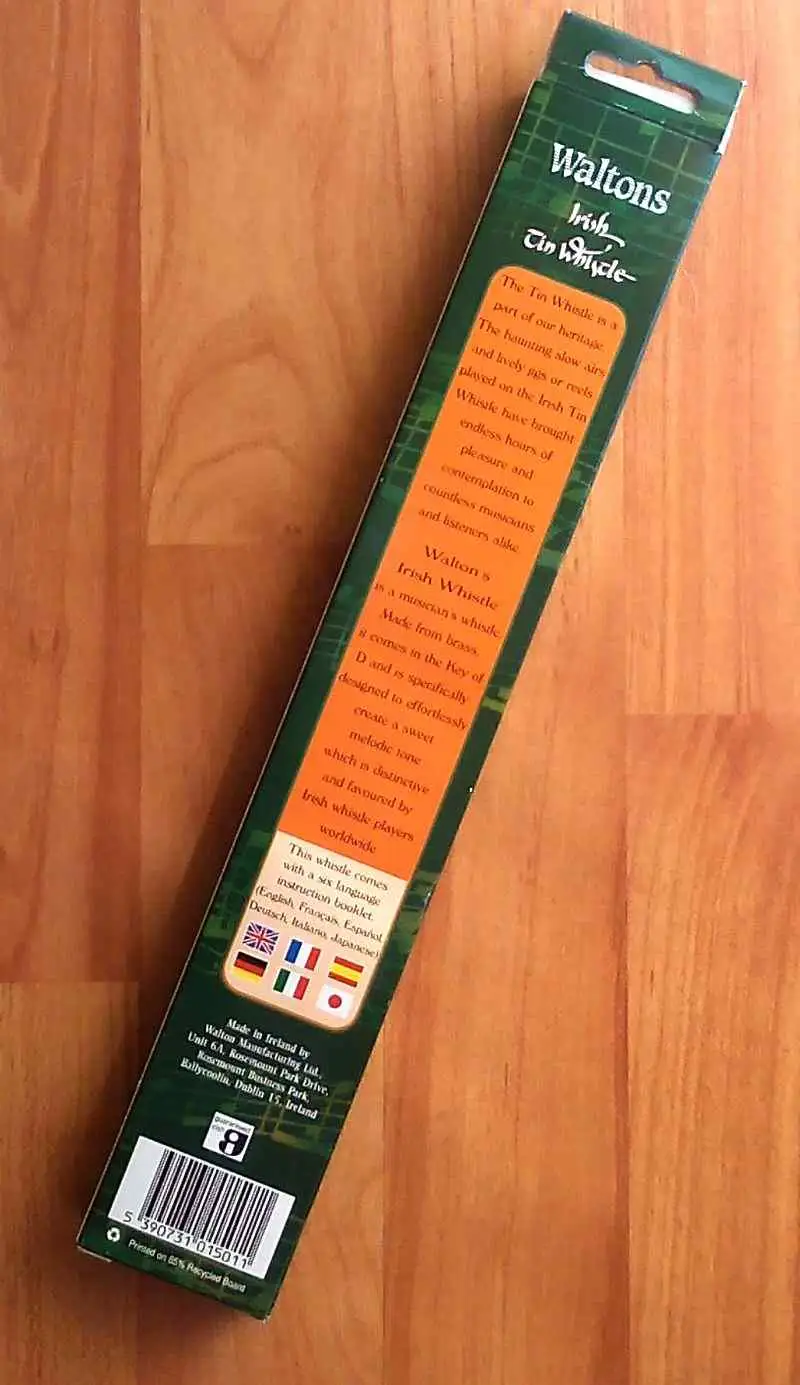 Waltons
Irish
Tin Whistle
The Tin Whistle is a
part of our heritage.
The haunting slow airs
and lively jigs or reels
played on the Irish Tin
Whistle have brought
endless hours of
pleasure and
contemplation to
countless musicians
and listeners alike.
Walton's
Irish Whistle
is a musician's whistle.
Made from brass,
it comes in the Key of
D and is specifically
designed to effortlessly
create a sweet
melodic tone
which is distinctive
and favoured by
Irish whistle players
worldwide
This whistle comes
with a six language
instruction booklet.
(English, Français, Español,
Deutsch, Italiano, Japanese)
Made in Ireland by
Walton Manufacturing Ltd.,
Unit 6A, Rosemount Park Drive,
Rosemount Business Park,
Ballycoolin, Dublin 15, Ireland
guaranteed
irish
5 390731 015011
Printed on 85% Recycled Board